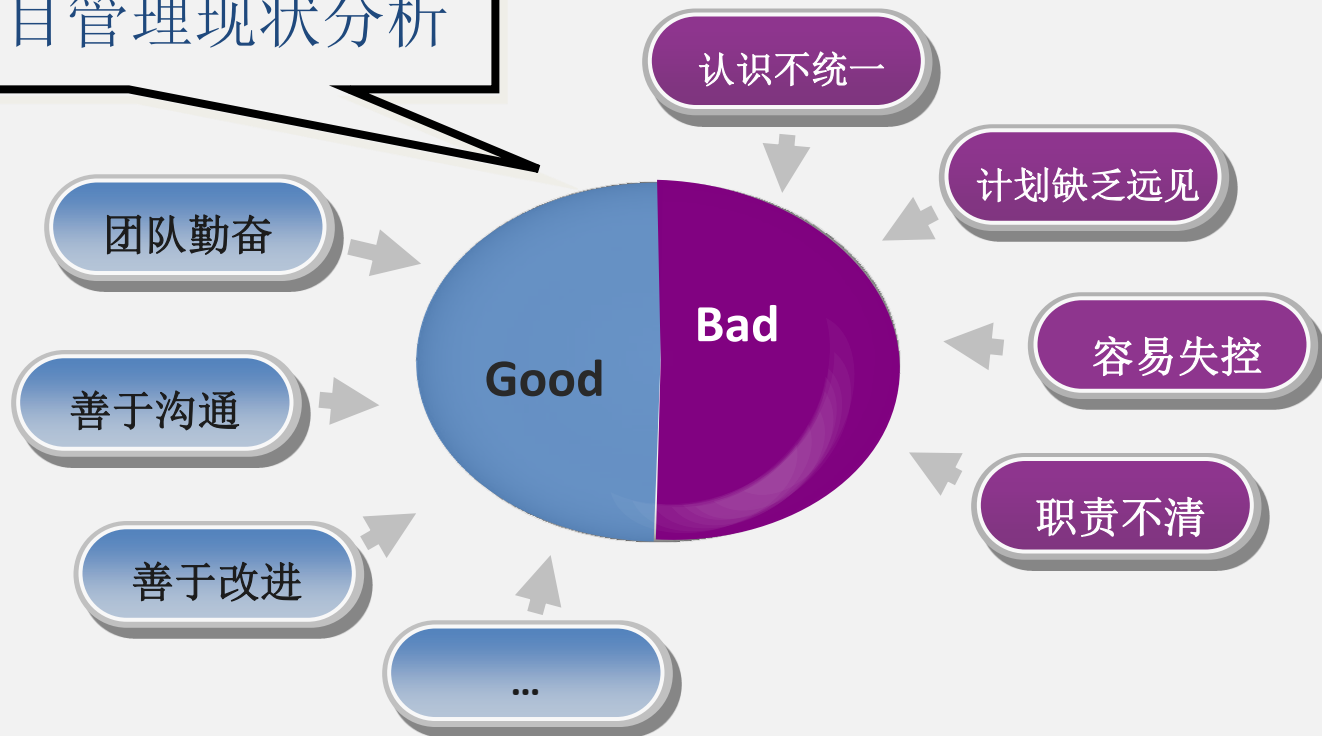 目管理现状分析
认识不统一
计划缺乏远见
团队勤奋
容易失控
Bad
Good
善于沟通
职责不清
善于改进
...